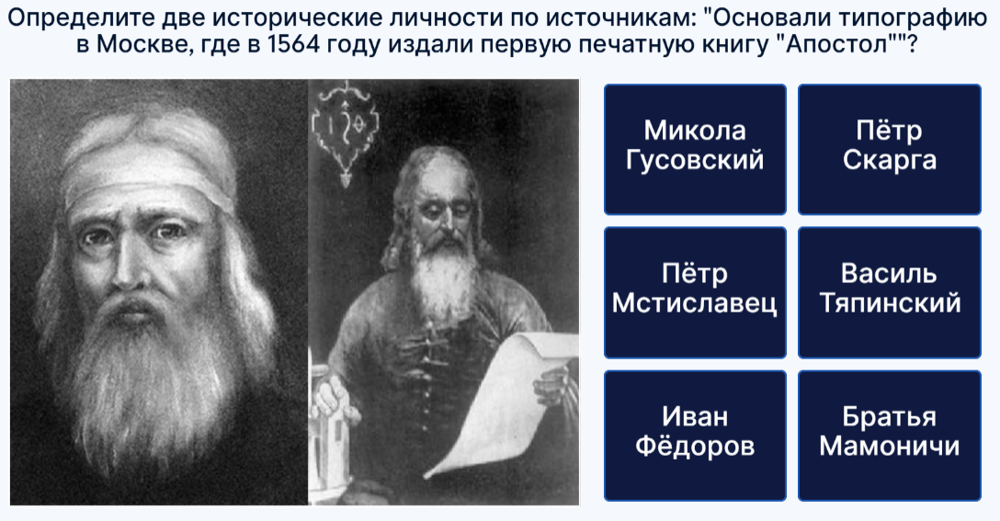 Определите две исторические личности по источникам: "Основали типографию
в Москве, где в 1564 году издали первую печатную книгу "Апостол""?
Микола
Гусовский
Пётр
Скарга
Пётр
Мстиславец
Василь
Тяпинский
Иван
Фёдоров
Братья
Мамоничи